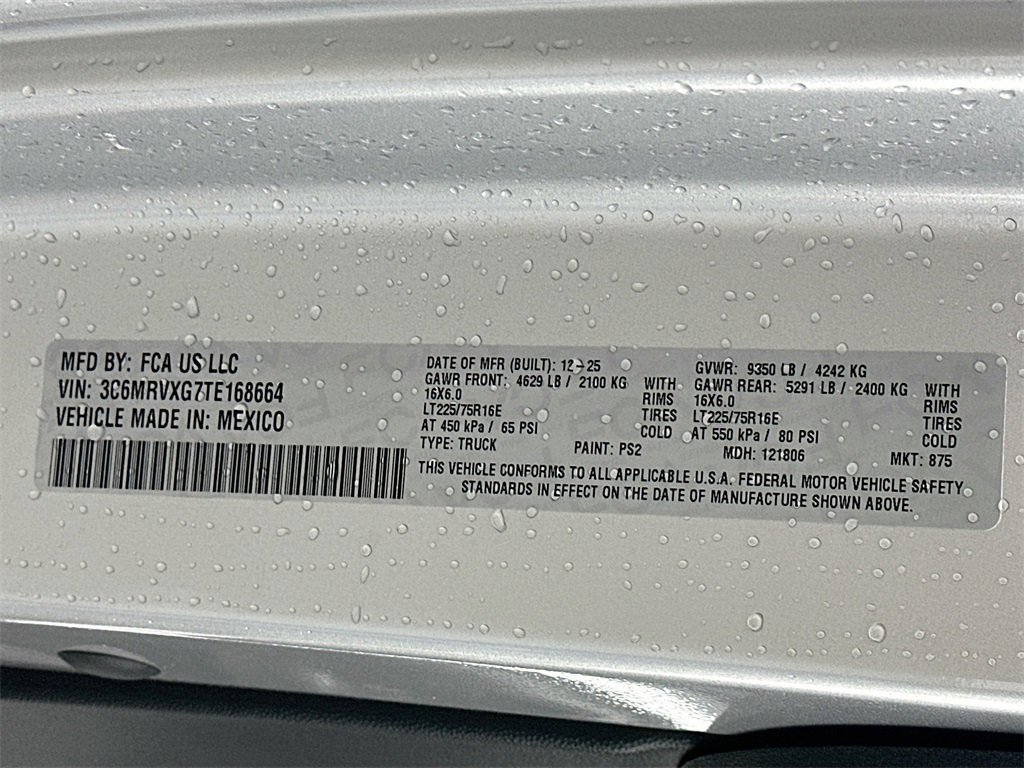 MFD BY: FCA US LLC
VIN: 3C6MRVXG7TE168664
VEHICLE MADE IN: MEXICO
DATE OF MFR (BUILT): 12-25
GAWR FRONT: 4629 LB / 2100 KG WITH
16X6.0 RIMS
LT225/75R16E TIRES
AT 450 kPa / 65 PSI COLD
TYPE: TRUCK PAINT: PS2
GVWR: 9350 LB / 4242 KG
GAWR REAR: 5291 LB / 2400 KG WITH
16X6.0 RIMS
LT225/75R16E TIRES
AT 550 kPa / 80 PSI COLD
MDH: 121806 MKT: 875
THIS VEHICLE CONFORMS TO ALL APPLICABLE U.S.A. FEDERAL MOTOR VEHICLE SAFETY
STANDARDS IN EFFECT ON THE DATE OF MANUFACTURE SHOWN ABOVE.